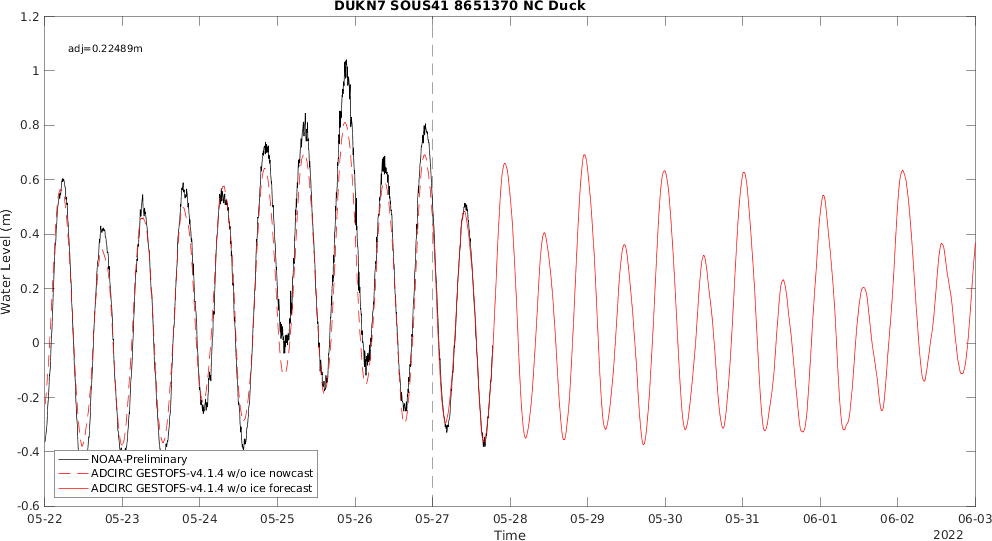 DUKN7 SOUS41 8651370 NC Duck
adj=0.22489m
1.2
1
0.8
0.6
0.4
0.2
0
-0.2
-0.4
-0.6
Water Level (m)
NOAA-Preliminary
ADCIRC GESTOFS-v4.1.4 w/o ice nowcast
ADCIRC GESTOFS-v4.1.4 w/o ice forecast
05-22 05-23 05-24 05-25 05-26 05-27 05-28 05-29 05-30 05-31 06-01 06-02 06-03
Time
2022